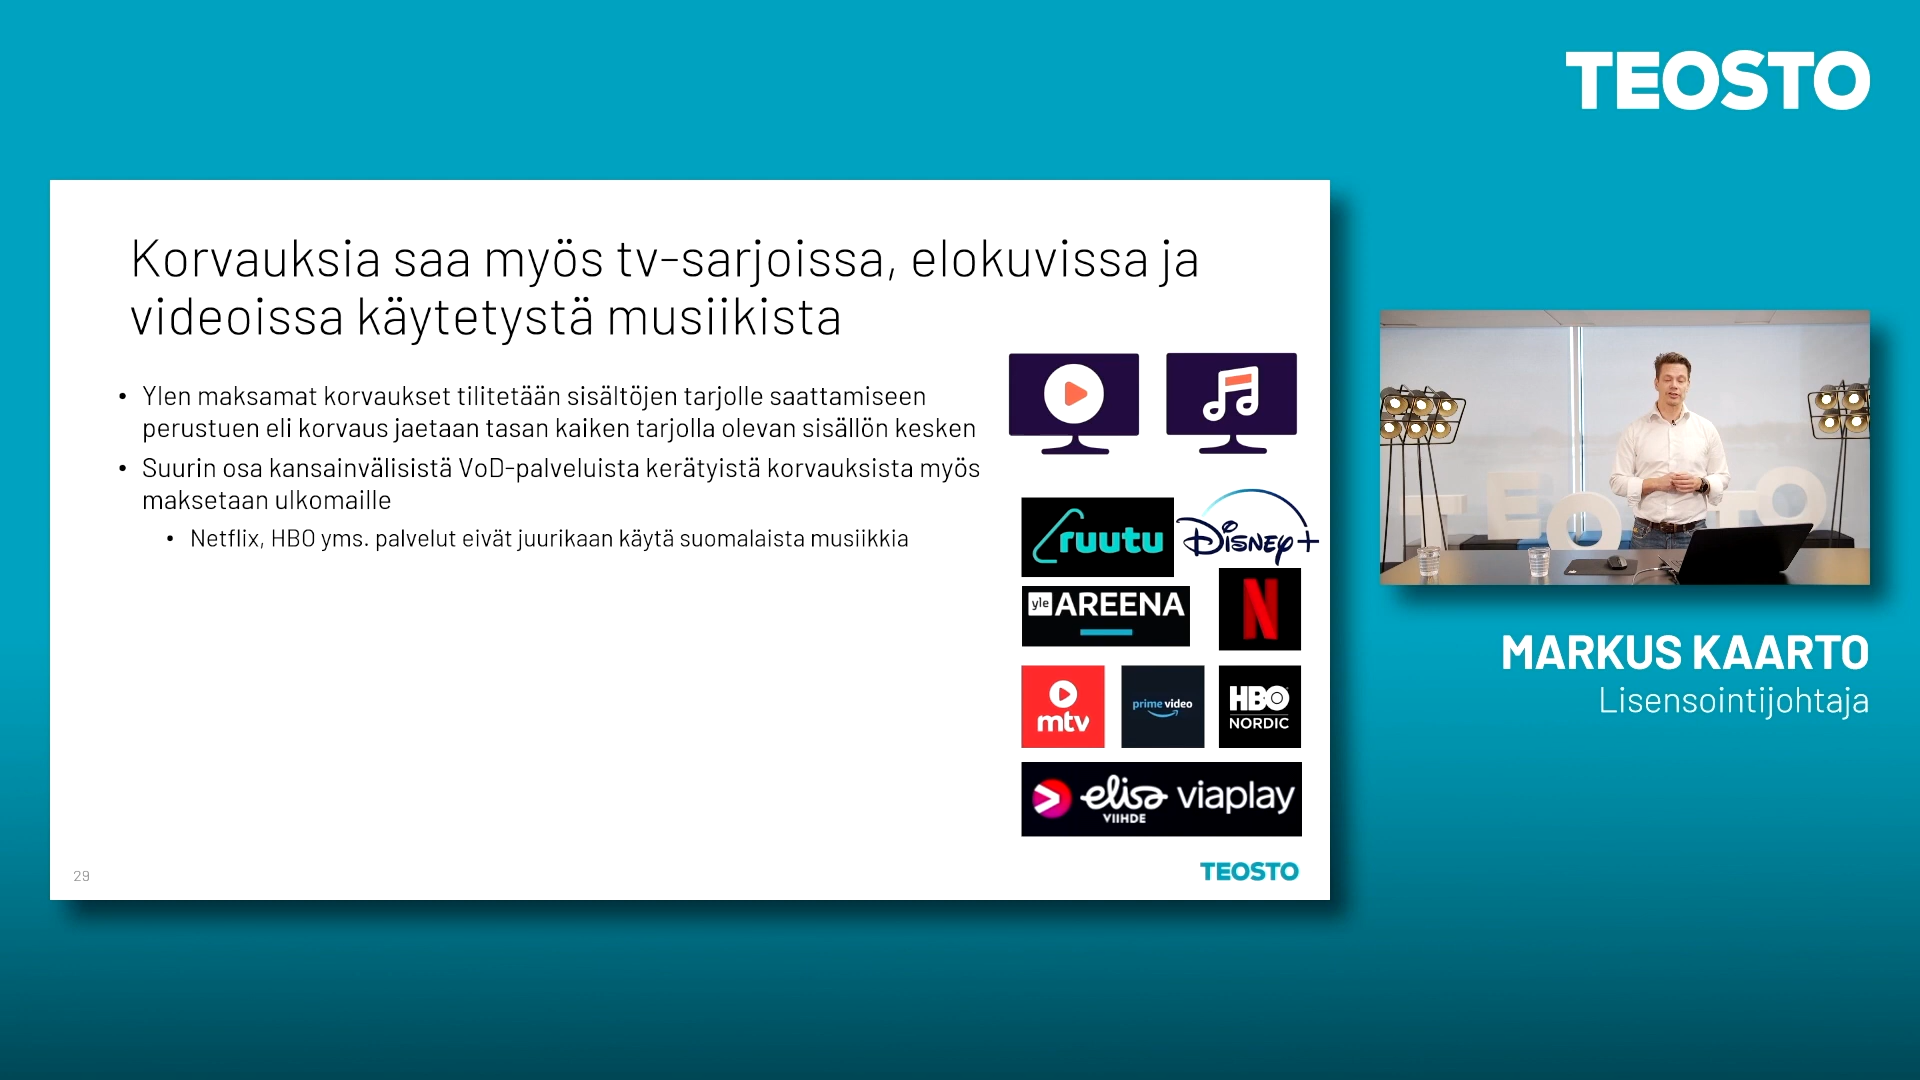 TEOSTO
Korvauksia saa myös tv-sarjoissa, elokuvissa ja
videoissa käytetystä musiikista
• Ylen maksamat korvaukset tilitetään sisältöjen tarjolle saattamiseen
perustuen eli korvaus jaetaan tasan kaiken tarjolla olevan sisällön kesken
• Suurin osa kansainvälisistä VoD-palveluista kerätyistä korvauksista myös
maksetaan ulkomaille
• Netflix, HBO yms. palvelut eivät juurikaan käytä suomalaista musiikkia
ruutu
Disney+
yle AREENA
N
mtv
prime video
HBO
NORDIC
elisa
VIIHDE
viaplay
29
TEOSTO
TEOSTO
MARKUS KAARTO
Lisensointijohtaja